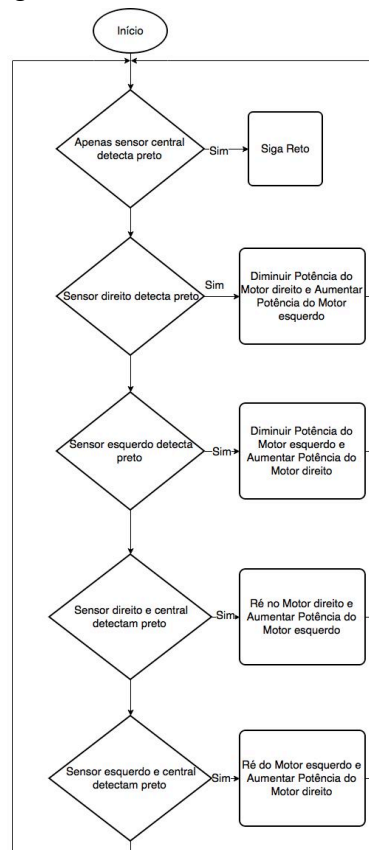 Início
Apenas sensor central
detecta preto
Sim
Siga Reto
Sensor direito detecta preto
Sim
Diminuir Potência do
Motor direito e Aumentar
Potência do Motor
esquerdo
Sensor esquerdo detecta
preto
Sim
Diminuir Potência do
Motor esquerdo e
Aumentar Potência do
Motor direito
Sensor direito e central
detectam preto
Sim
Ré no Motor direito e
Aumentar Potência do
Motor esquerdo
Sensor esquerdo e central
detectam preto
Sim
Ré do Motor esquerdo e
Aumentar Potência do
Motor direito